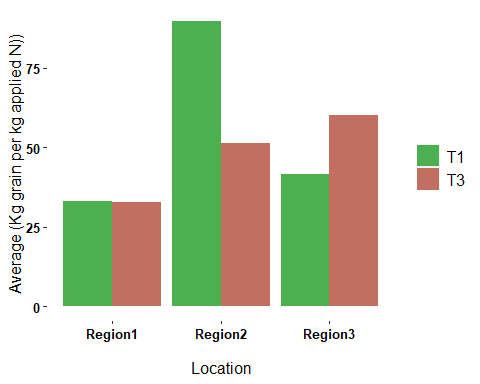 Average (Kg grain per kg applied N))
75
50
25
0
Region1 Region2 Region3
Location
T1
T3